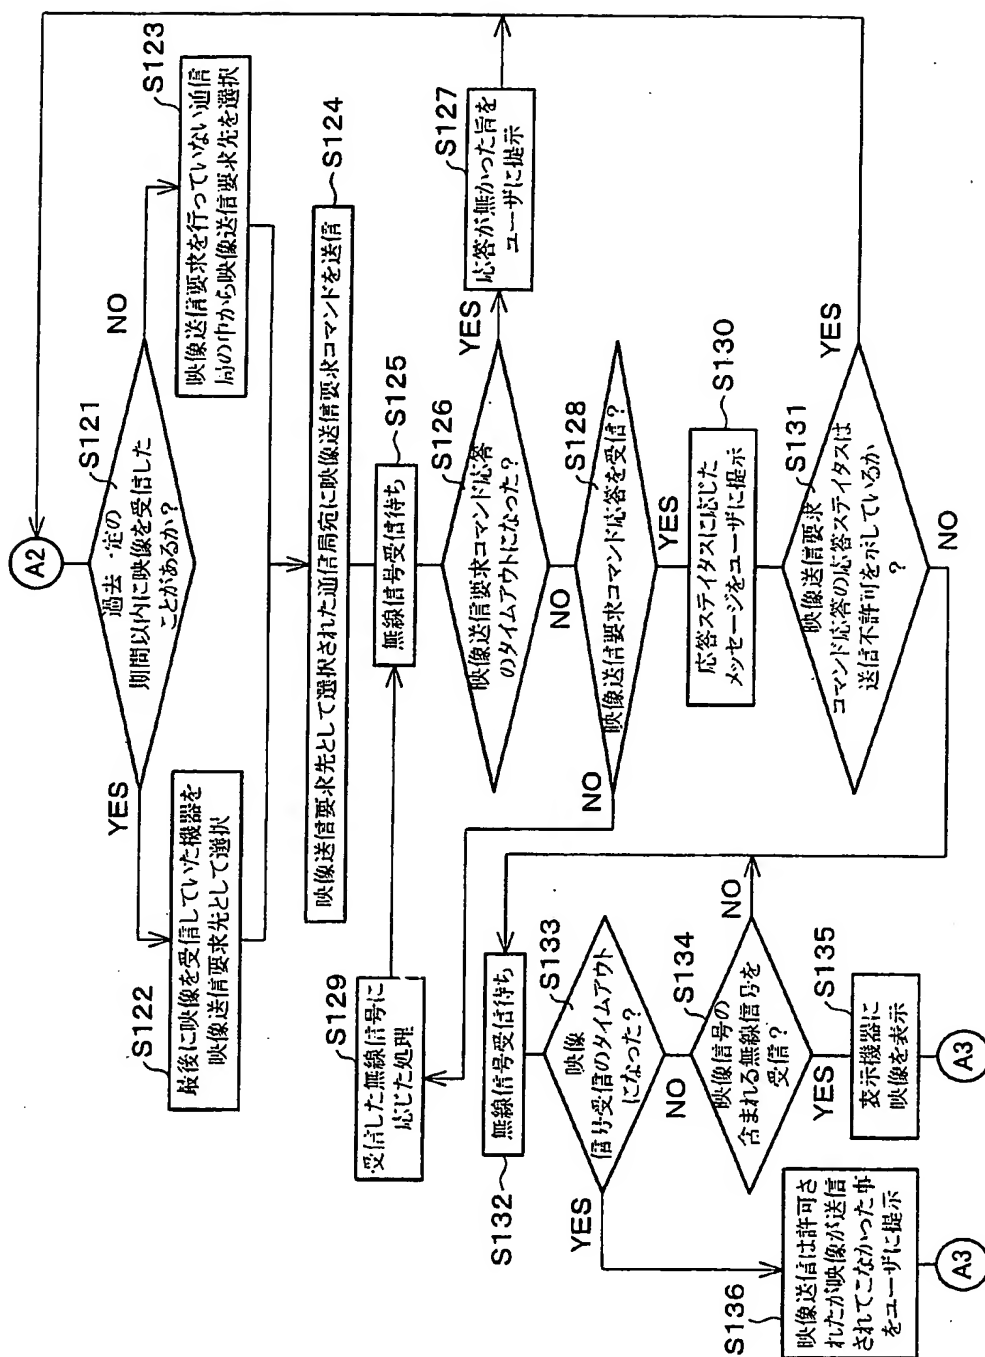 A2
S121
過去一定の
期間以内に映像を受信した
ことがあるか?
YES
NO
S122
最後に映像を受信していた機器を
映像送信要求先として選択
S123
映像送信要求を行っていない通信
局の中から映像送信要求先を選択
S124
映像送信要求先として選択された通信局宛に映像送信要求コマンドを送信
S125
無線信号受信待ち
S126
映像送信要求コマンド応答
のタイムアウトになった?
YES
NO
S127
応答が無かった旨を
ユーザに提示
S128
映像送信要求コマンド応答を受信?
NO
YES
S129
受信した無線信号に
応じた処理
S130
応答ステイタスに応じた
メッセージをユーザに提示
S131
映像送信要求
コマンド応答の応答ステイタスは
送信不許可を示しているか
?
YES
NO
S132
無線信号受信待ち
S133
映像
信号受信のタイムアウト
になった?
YES
NO
S134
映像信号の
含まれる無線信号を
受信?
NO
YES
S135
表示機器に
映像を表示
A3
S136
映像送信は許可さ
れたが映像が送信
されてこなかった事
をユーザに提示
A3